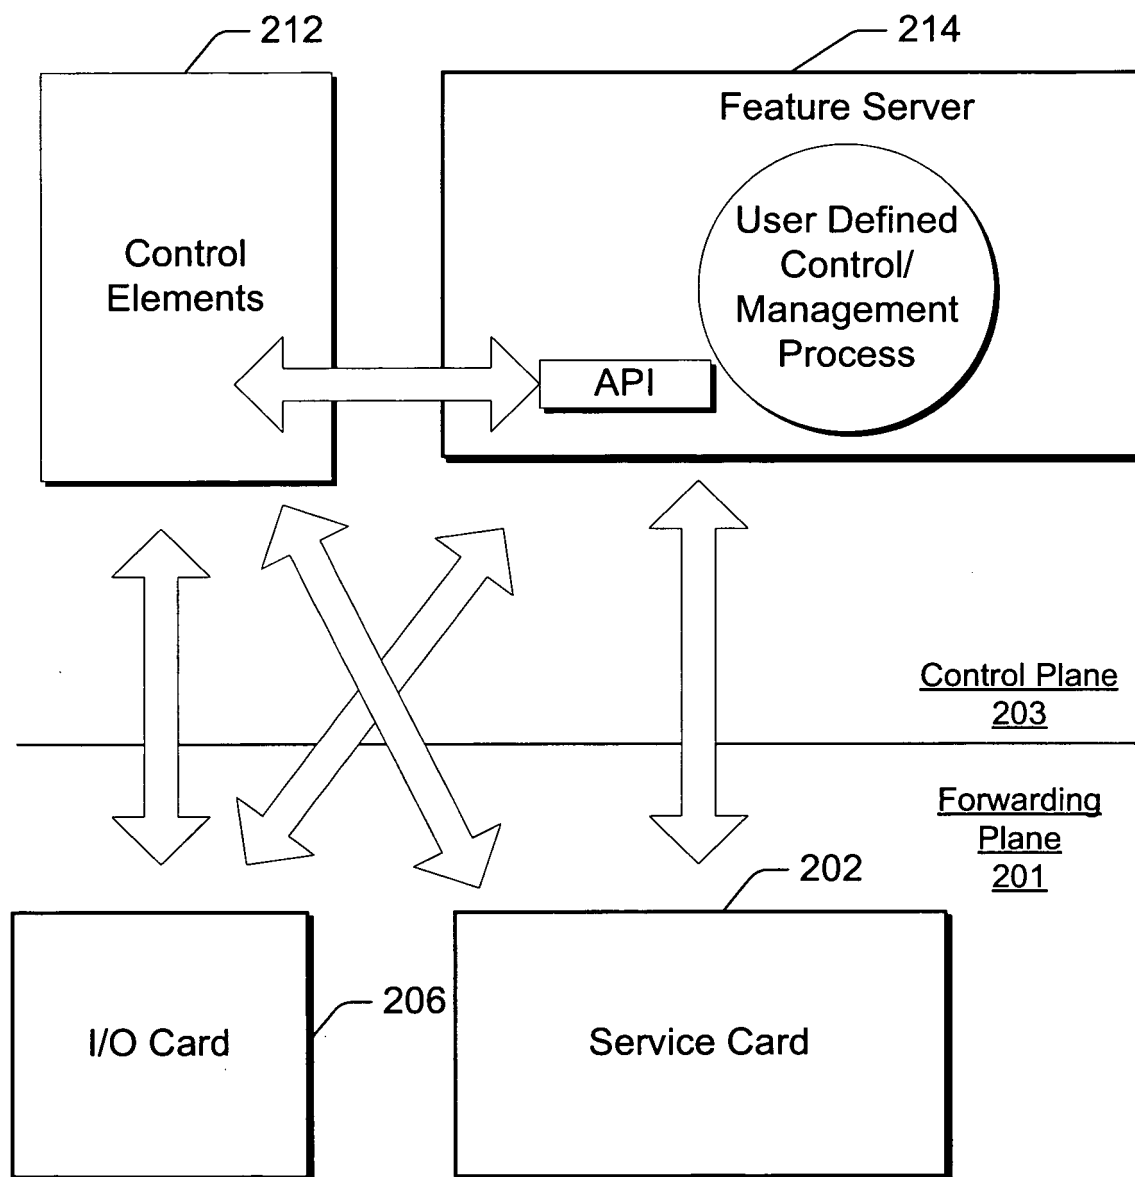 212
214
Feature Server
Control
Elements
User Defined
Control/
Management
Process
API
Control Plane
203
Forwarding
Plane
201
202
206
I/O Card
Service Card